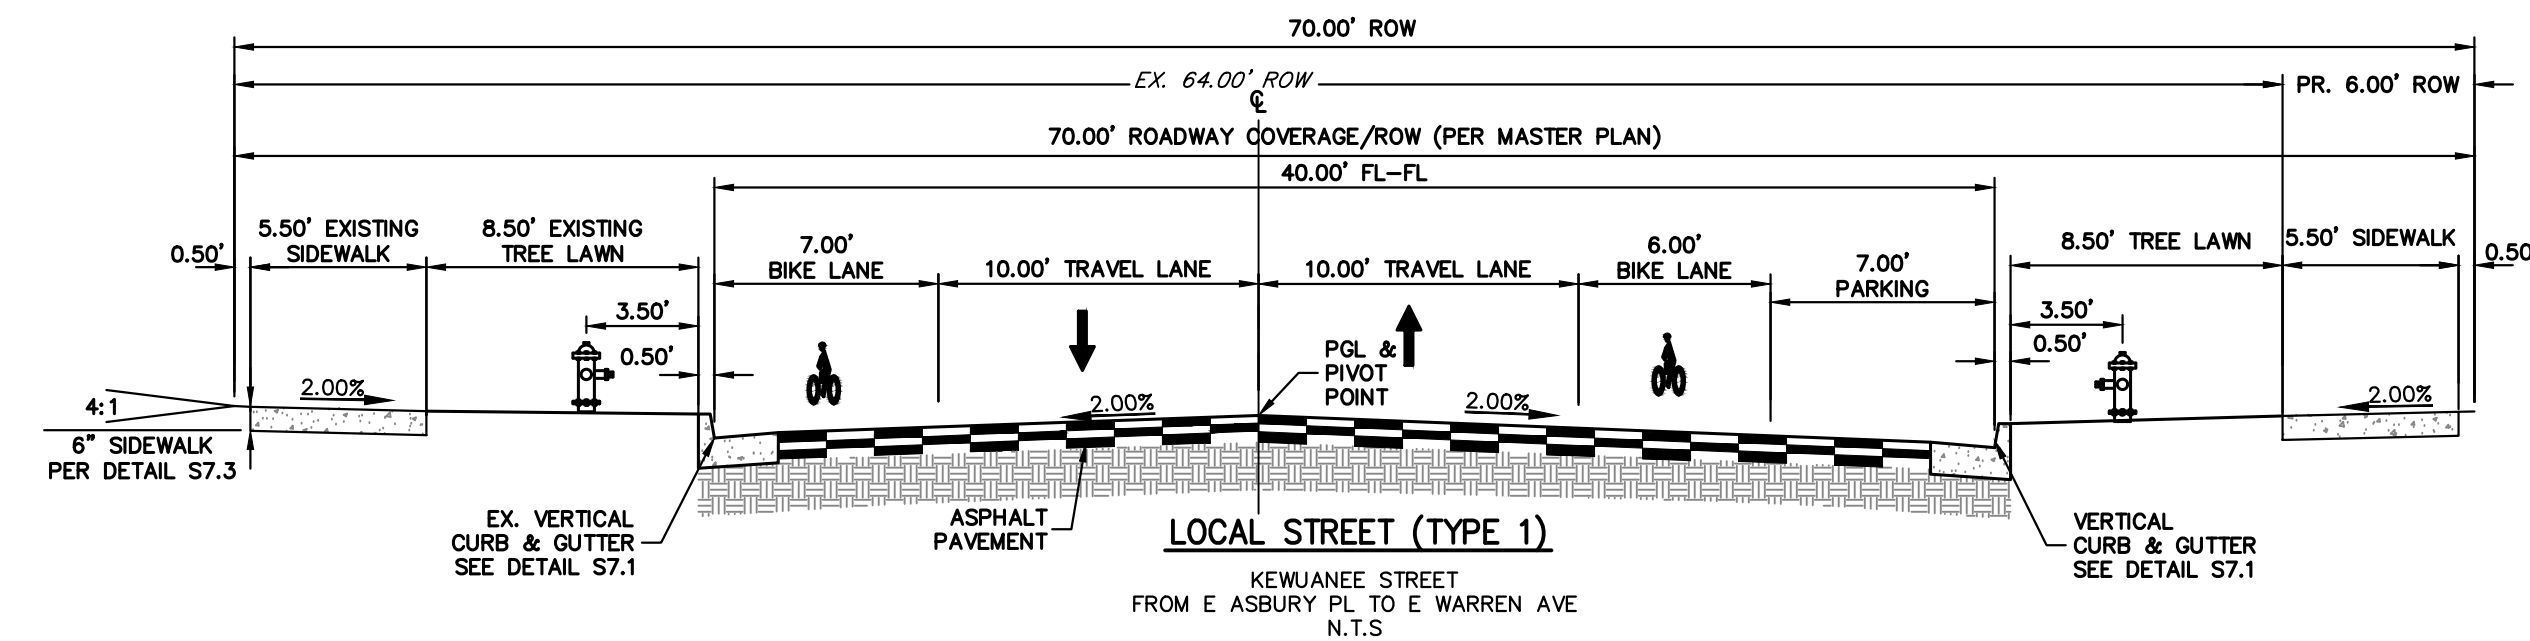 70.00' ROW
EX. 64.00' ROW
PR. 6.00' ROW
℄
70.00' ROADWAY COVERAGE/ROW (PER MASTER PLAN)
40.00' FL-FL
0.50'
5.50' EXISTING
SIDEWALK
8.50' EXISTING
TREE LAWN
7.00'
BIKE LANE
10.00' TRAVEL LANE
10.00' TRAVEL LANE
6.00'
BIKE LANE
7.00'
PARKING
8.50' TREE LAWN
5.50' SIDEWALK
0.50
3.50'
0.50'
3.50'
0.50'
PGL &
PIVOT
POINT
4:1
2.00%
2.00%
2.00%
2.00%
6" SIDEWALK
PER DETAIL S7.3
EX. VERTICAL
CURB & GUTTER
SEE DETAIL S7.1
ASPHALT
PAVEMENT
VERTICAL
CURB & GUTTER
SEE DETAIL S7.1
LOCAL STREET (TYPE 1)
KEWUANEE STREET
FROM E ASBURY PL TO E WARREN AVE
N.T.S